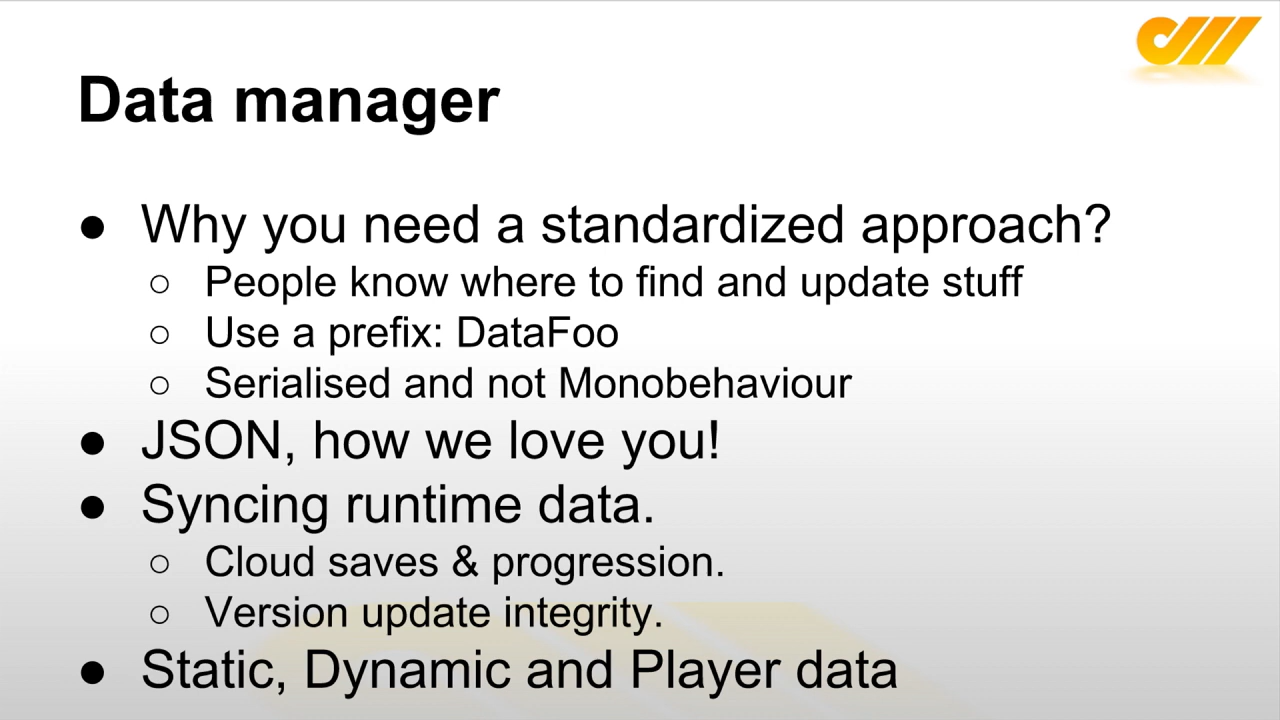 Data manager
● Why you need a standardized approach?
○ People know where to find and update stuff
○ Use a prefix: DataFoo
○ Serialised and not Monobehaviour
● JSON, how we love you!
● Syncing runtime data.
○ Cloud saves & progression.
○ Version update integrity.
● Static, Dynamic and Player data